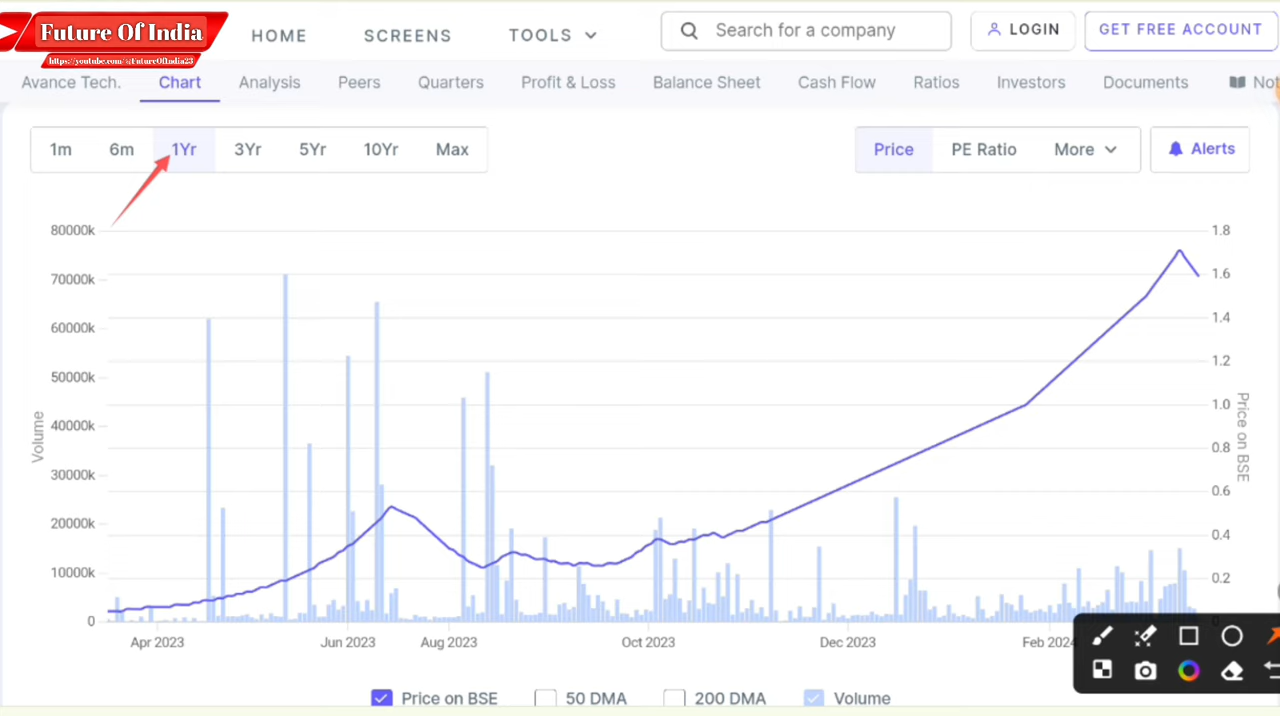 Future Of India
https://youtube.com/@FutureOfIndia23
HOME SCREENS TOOLS
Search for a company
LOGIN
GET FREE ACCOUNT
Avance Tech. Chart Analysis Peers Quarters Profit & Loss Balance Sheet Cash Flow Ratios Investors Documents
1m 6m 1Yr 3Yr 5Yr 10Yr Max
Price PE Ratio More
Alerts
80000k 1.8
70000k 1.6
60000k 1.4
50000k 1.2
40000k 1.0
30000k 0.8
20000k 0.6
10000k 0.4
0 0.2
0
Volume
Price on BSE
Apr 2023 Jun 2023 Aug 2023 Oct 2023 Dec 2023 Feb 2024
Price on BSE 50 DMA 200 DMA Volume